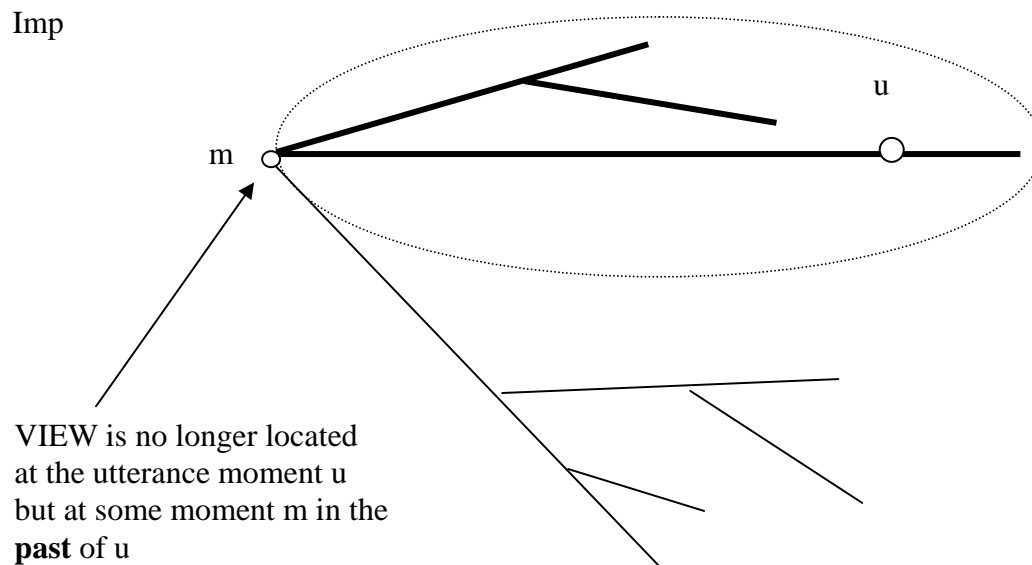 Imp
u
m
VIEW is no longer located
at the utterance moment u
but at some moment m in the
past of u